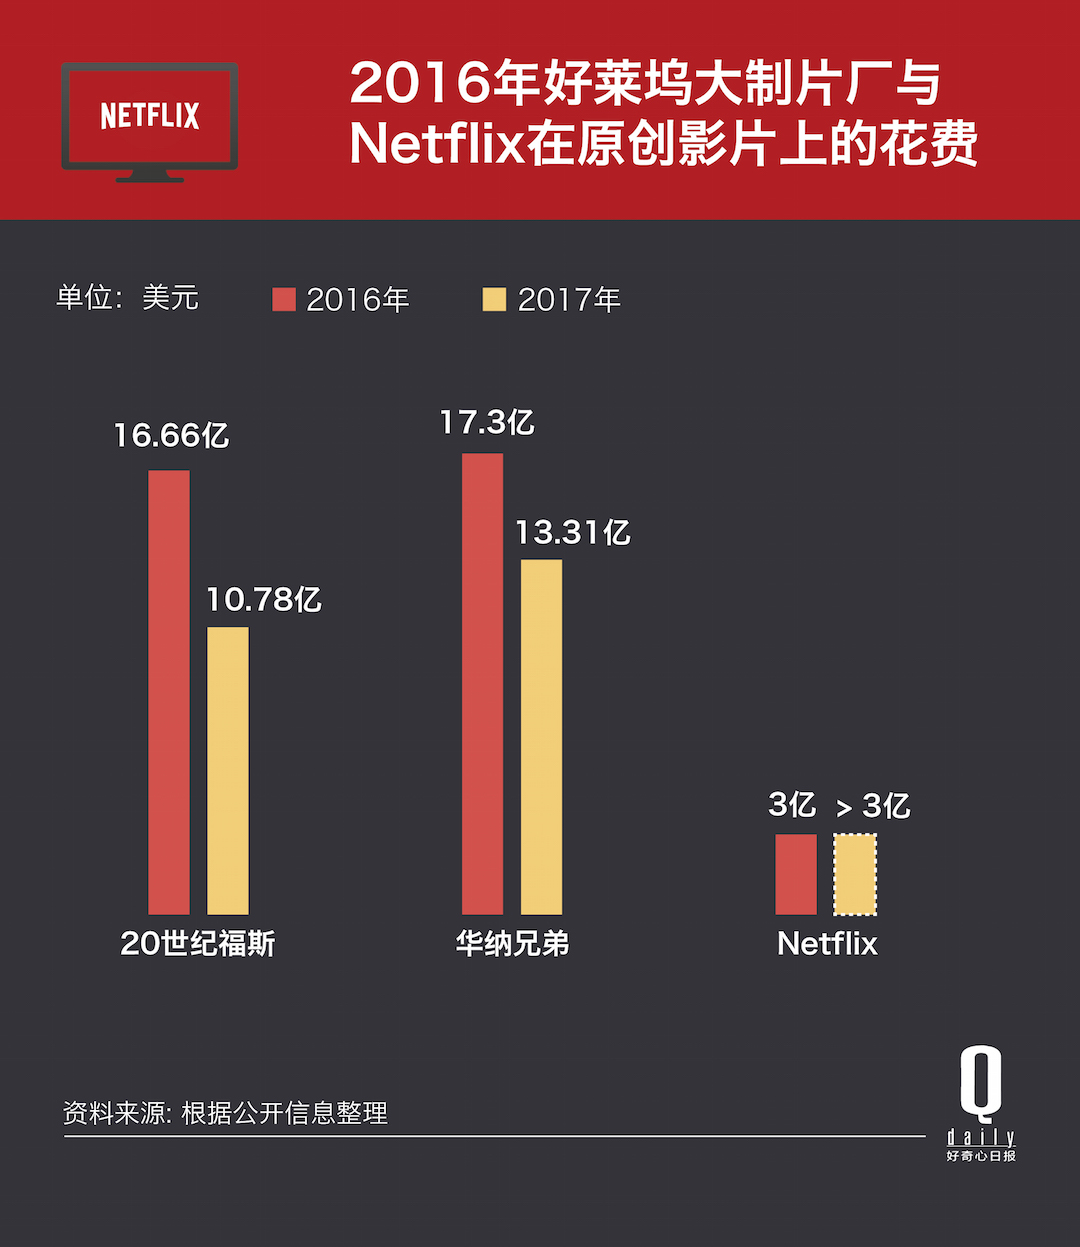 NETFLIX
2016年好莱坞大制片厂与
Netflix在原创影片上的花费
单位：美元
2016年
2017年
16.66亿
10.78亿
17.3亿
13.31亿
3亿
> 3亿
20世纪福斯
华纳兄弟
Netflix
资料来源: 根据公开信息整理
Q
daily
好奇心日报